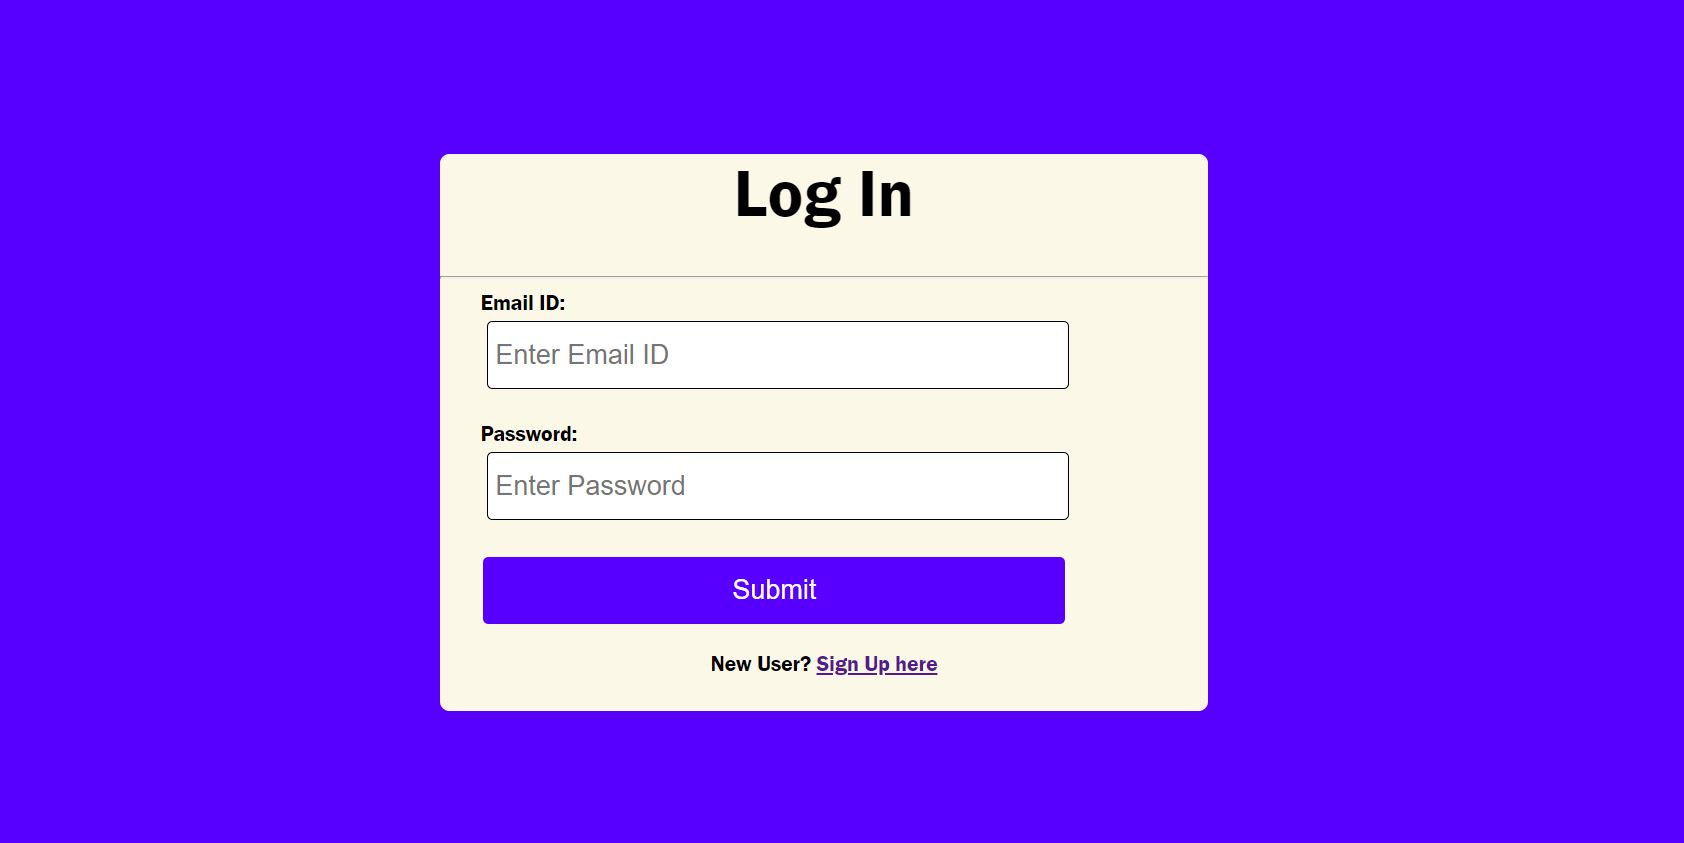 Log In
Email ID:
Enter Email ID
Password:
Enter Password
Submit
New User? Sign Up here